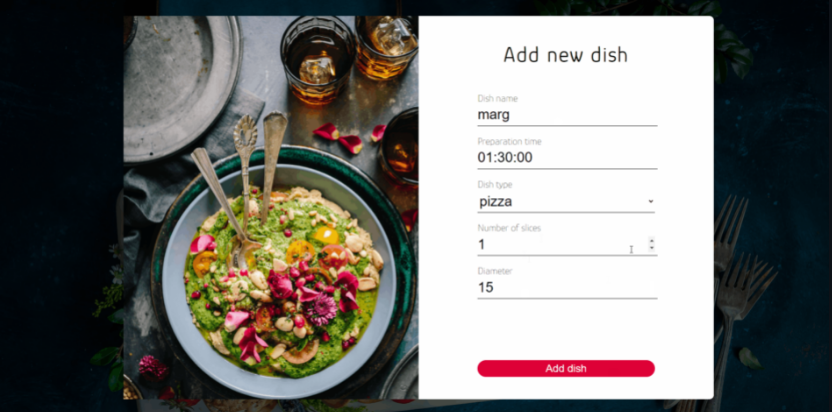 Add new dish
Dish name
marg
Preparation time
01:30:00
Dish type
pizza
Number of slices
1
Diameter
15
Add dish